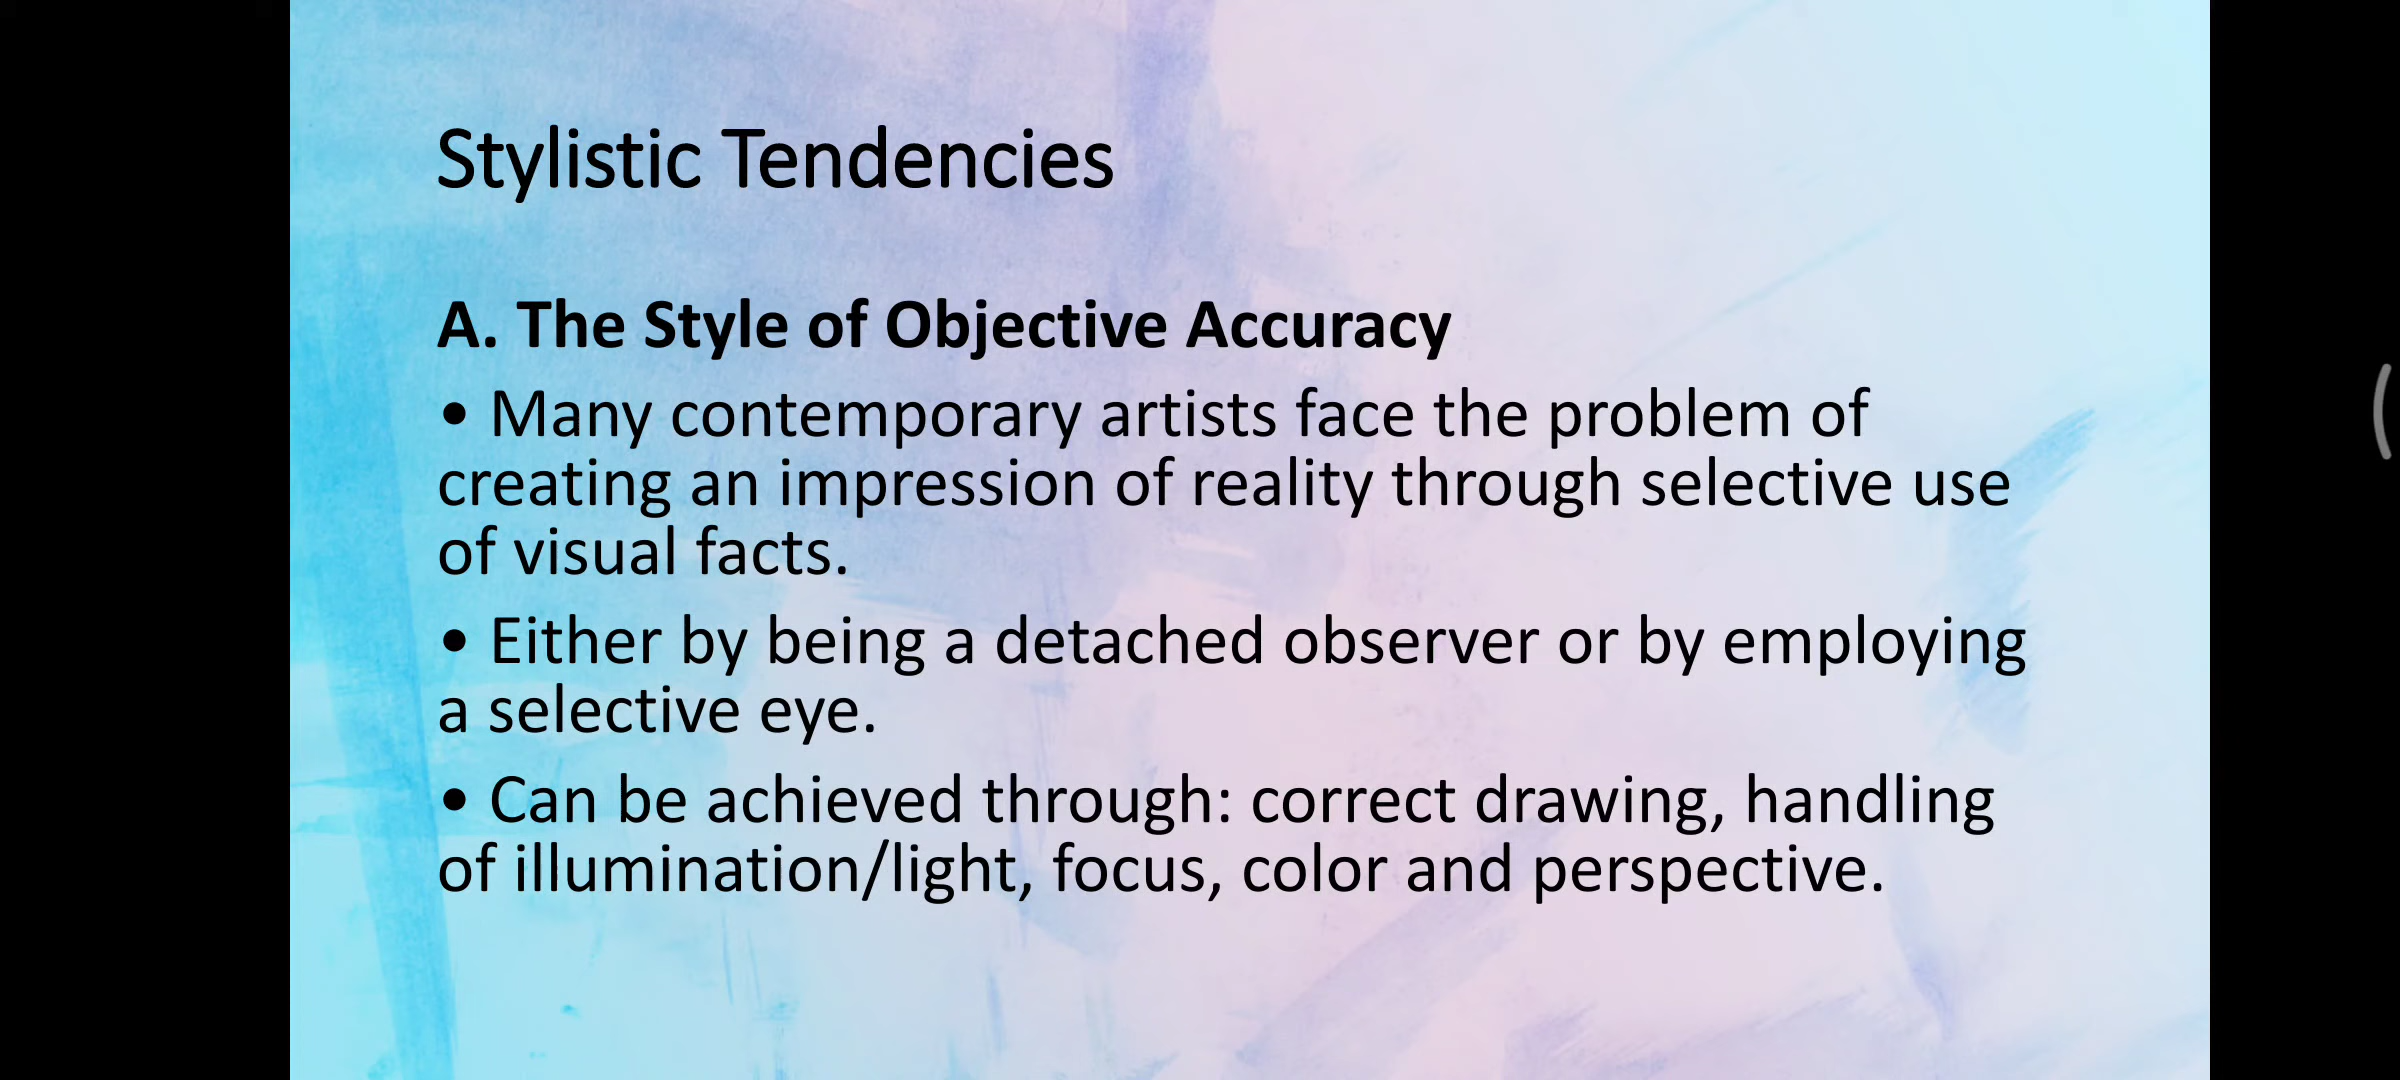 Stylistic Tendencies
A. The Style of Objective Accuracy
• Many contemporary artists face the problem of
creating an impression of reality through selective use
of visual facts.
• Either by being a detached observer or by employing
a selective eye.
• Can be achieved through: correct drawing, handling
of illumination/light, focus, color and perspective.